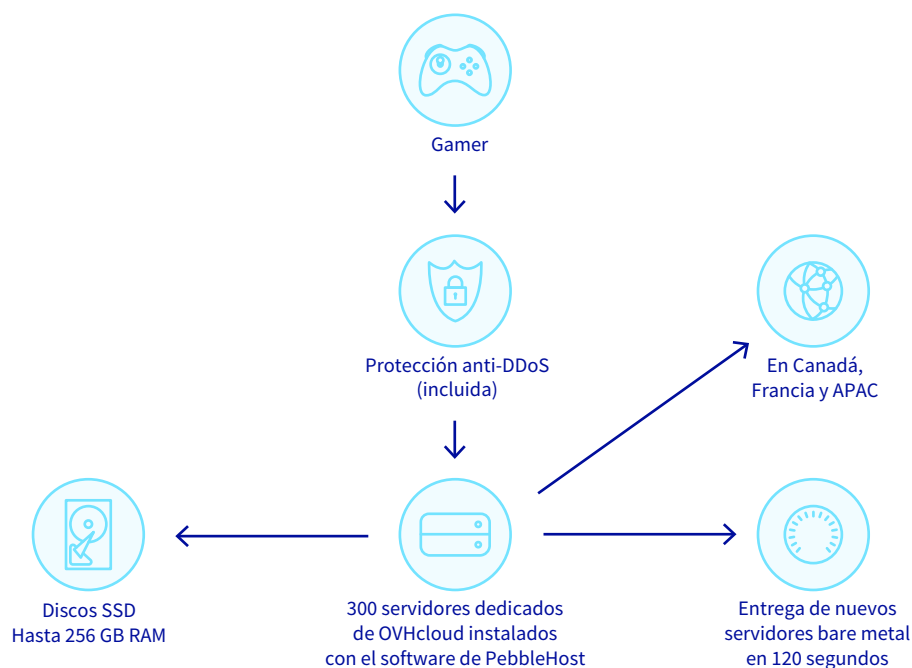 Gamer
Protección anti-DDoS
(incluida)
En Canadá,
Francia y APAC
Discos SSD
Hasta 256 GB RAM
300 servidores dedicados
de OVHcloud instalados
con el software de PebbleHost
Entrega de nuevos
servidores bare metal
en 120 segundos